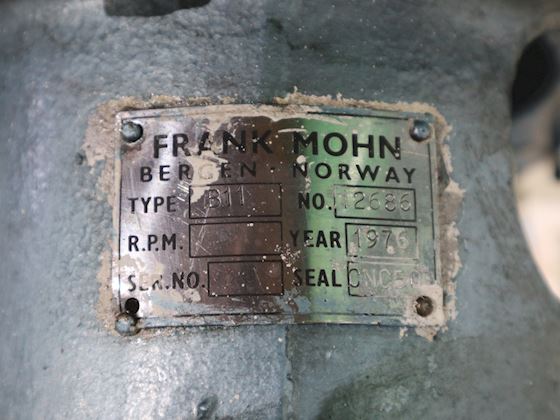 FRANK MOHN
BERGEN · NORWAY
TYPE B11 NO. 12686
R.P.M. YEAR 1976
SER.NO. SEAL